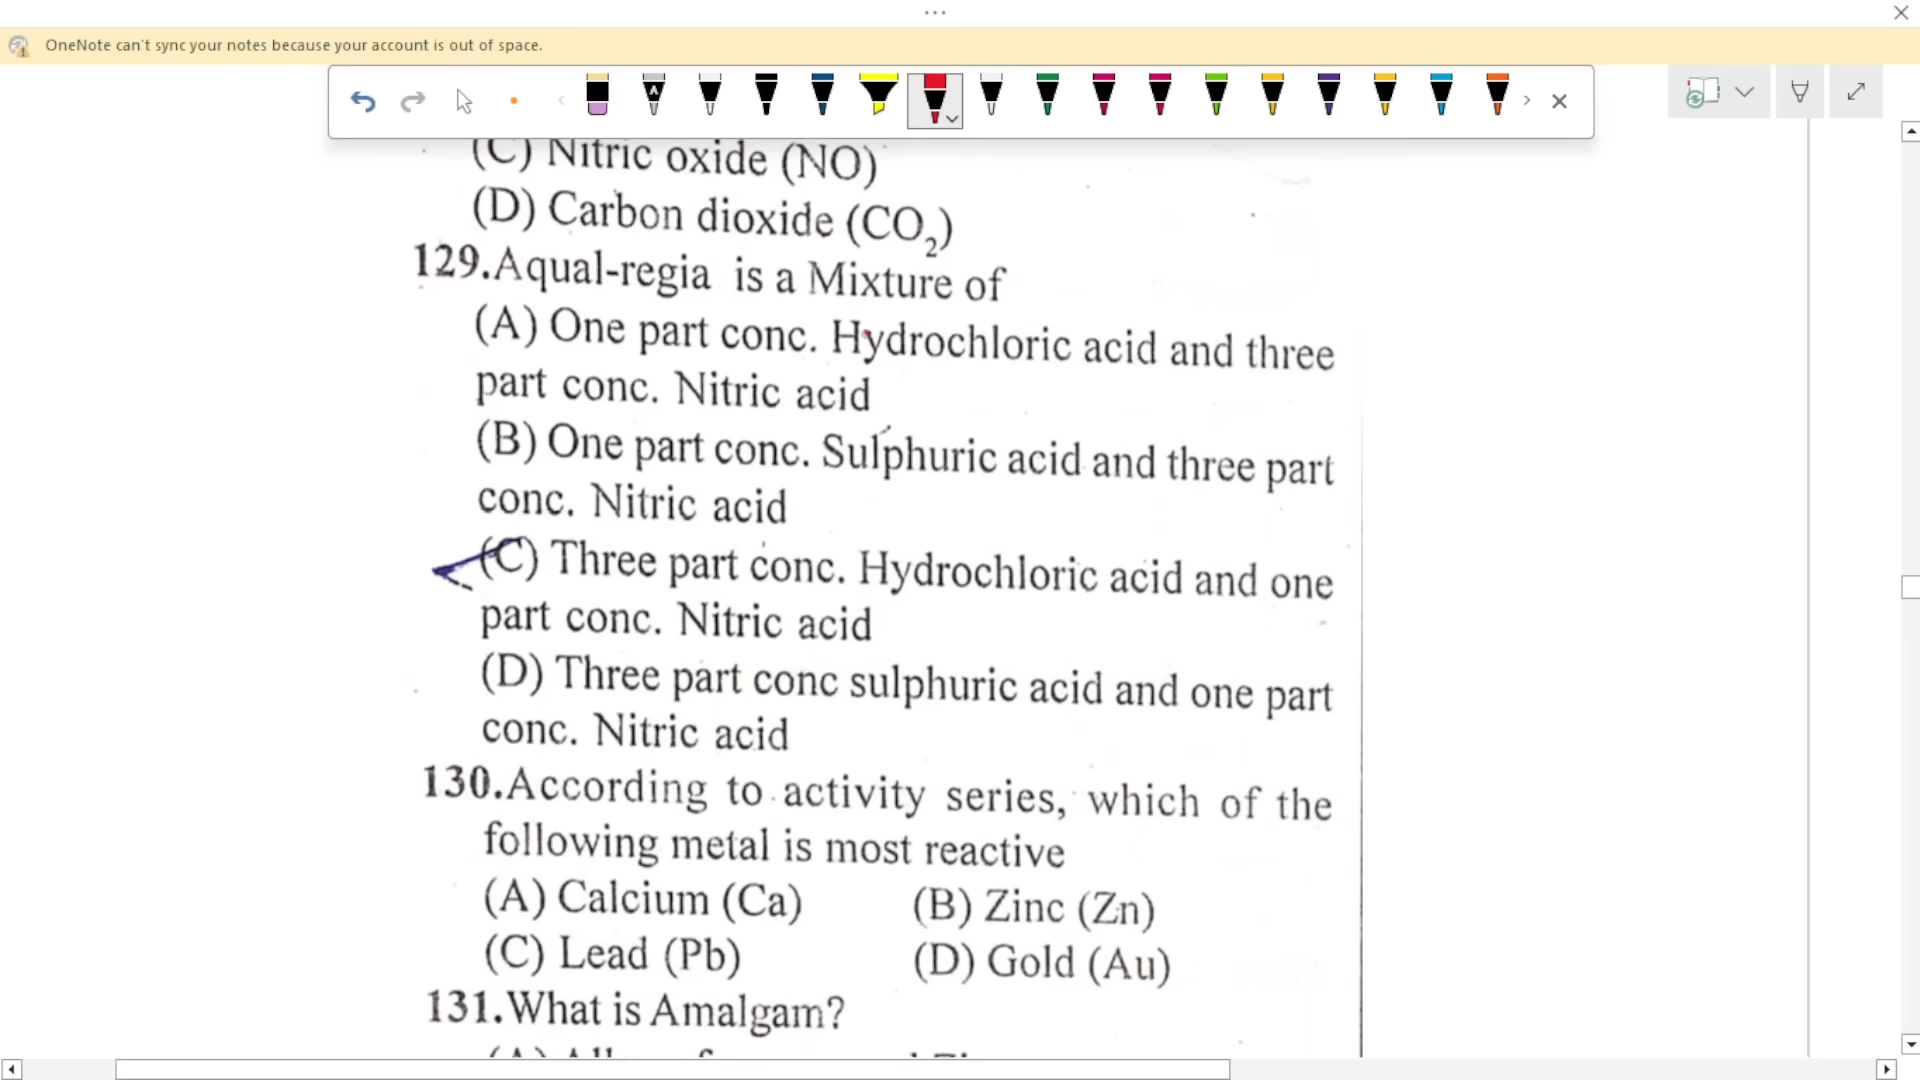 OneNote can't sync your notes because your account is out of space.
(C) Nitric oxide (NO)
(D) Carbon dioxide (CO₂)
129.Aqual-regia is a Mixture of
(A) One part conc. Hydrochloric acid and three
part conc. Nitric acid
(B) One part conc. Sulphuric acid and three part
conc. Nitric acid
(C) Three part conc. Hydrochloric acid and one
part conc. Nitric acid
(D) Three part conc sulphuric acid and one part
conc. Nitric acid
130.According to activity series, which of the
following metal is most reactive
(A) Calcium (Ca) (B) Zinc (Zn)
(C) Lead (Pb) (D) Gold (Au)
131.What is Amalgam?